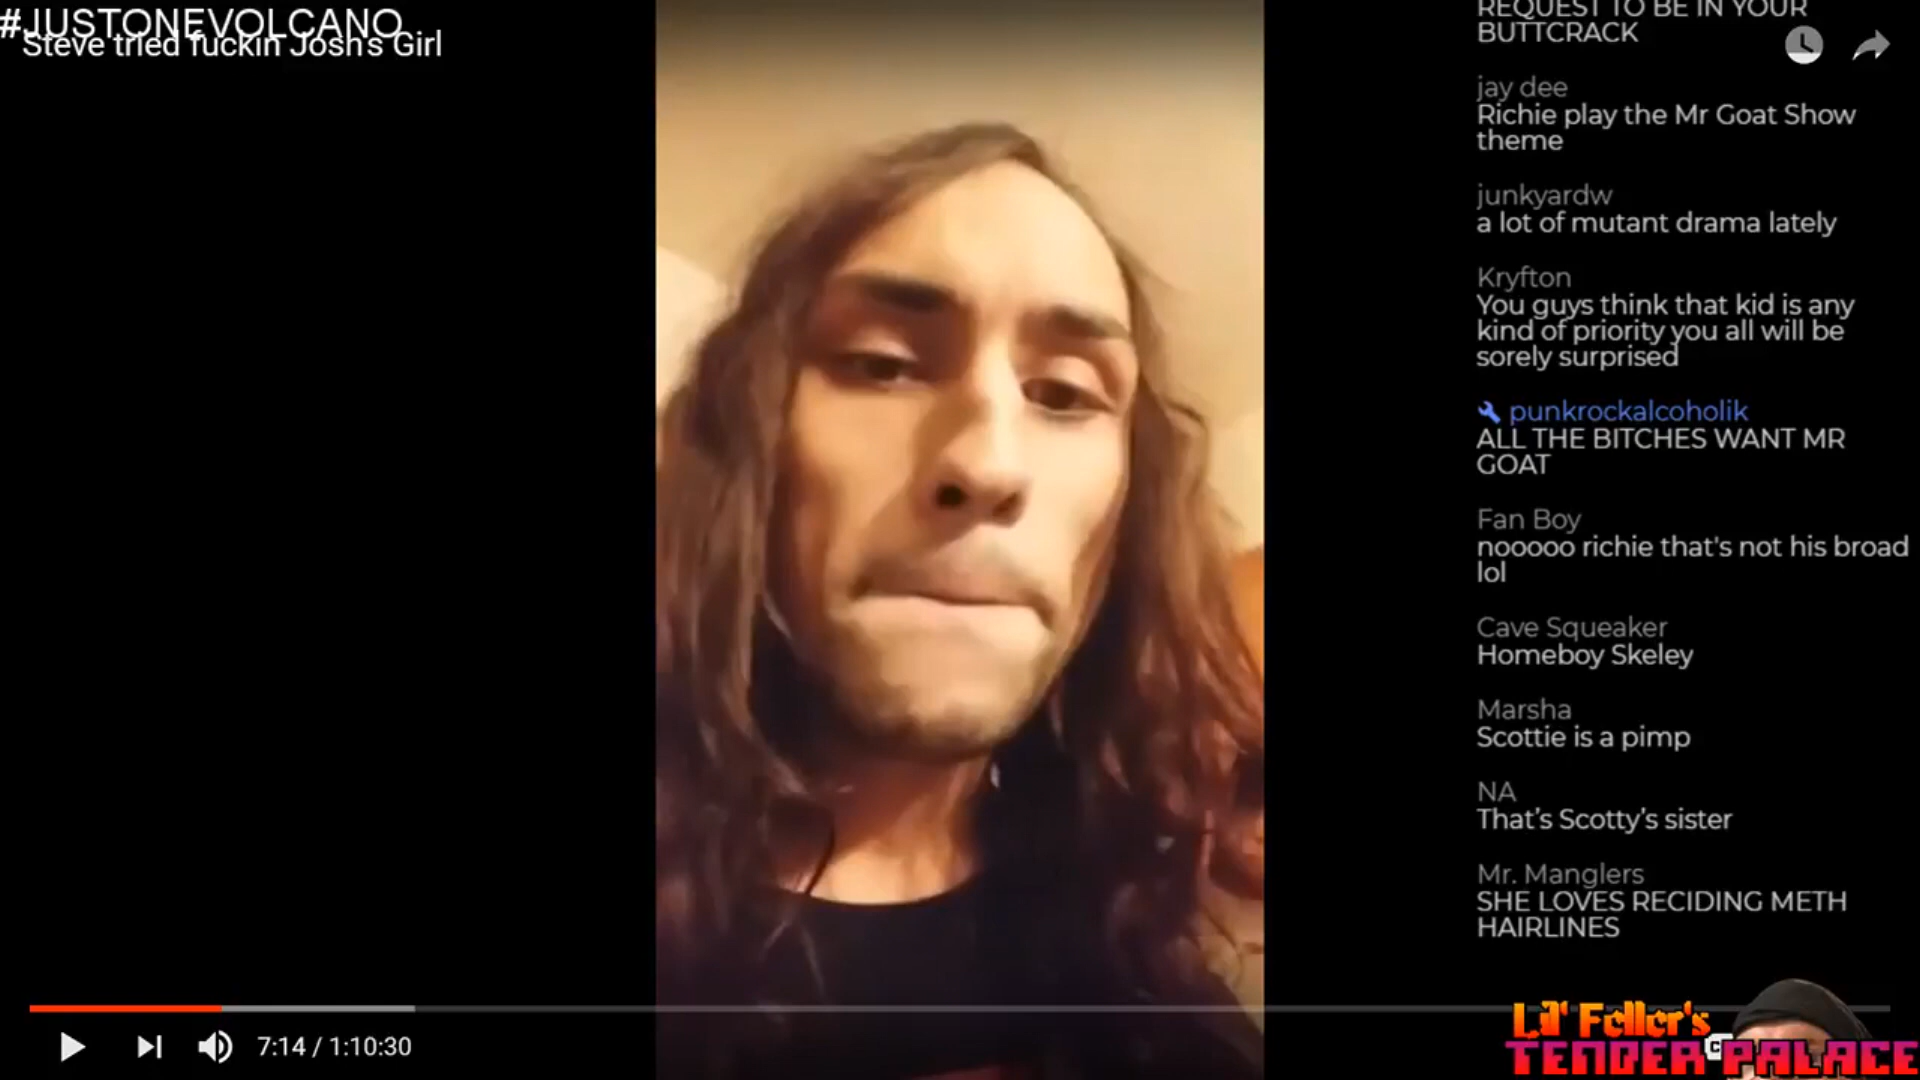 #JUSTONEVOLCANO
Steve tried fuckin Josh's Girl
REQUEST TO BE IN YOUR
BUTTCRACK
jay dee
Richie play the Mr Goat Show
theme
junkyardw
a lot of mutant drama lately
Kryfton
You guys think that kid is any
kind of priority you all will be
sorely surprised
punkrockalcoholik
ALL THE BITCHES WANT MR
GOAT
Fan Boy
nooooo richie that's not his broad
lol
Cave Squeaker
Homeboy Skeley
Marsha
Scottie is a pimp
NA
That's Scotty's sister
Mr. Manglers
SHE LOVES RECIDING METH
HAIRLINES
7:14 / 1:10:30
Lil' Feller's
TENDER PALACE